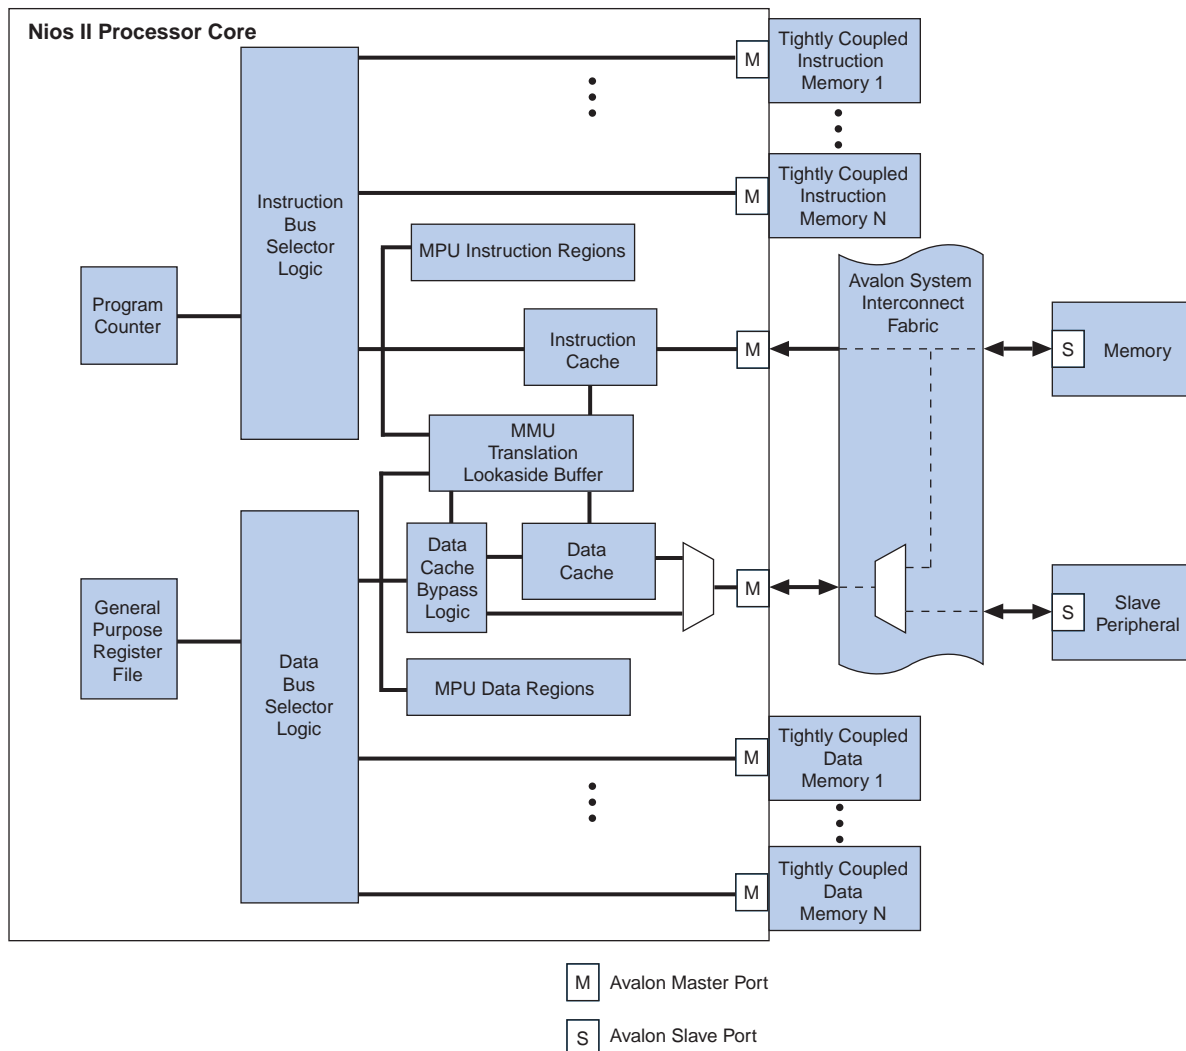 Nios II Processor Core
M
Tightly Coupled
Instruction
Memory 1
M
Tightly Coupled
Instruction
Memory N
Instruction
Bus
Selector
Logic
MPU Instruction Regions
Program
Counter
Instruction
Cache
M
Avalon System
Interconnect
Fabric
S
Memory
MMU
Translation
Lookaside Buffer
Data
Cache
Bypass
Logic
Data
Cache
M
S
Slave
Peripheral
General
Purpose
Register
File
Data
Bus
Selector
Logic
MPU Data Regions
M
Tightly Coupled
Data
Memory 1
M
Tightly Coupled
Data
Memory N
M Avalon Master Port
S Avalon Slave Port